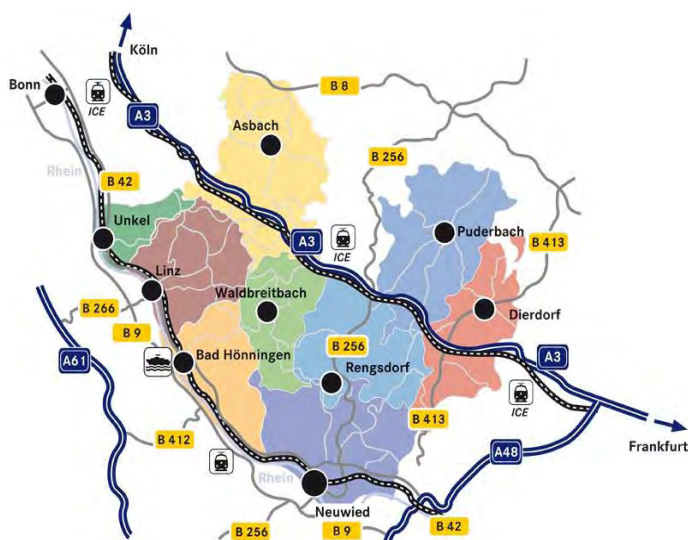 Köln
Bonn
ICE
B 8
A3
Asbach
B 256
Rhein
B 42
Unkel
A3
ICE
Puderbach
B 413
Linz
Waldbreitbach
Dierdorf
B 266
B 9
A61
Bad Hönningen
B 256
Rengsdorf
A3
ICE
B 412
B 413
Frankfurt
A48
Rhein
Neuwied
B 256
B 9
B 42